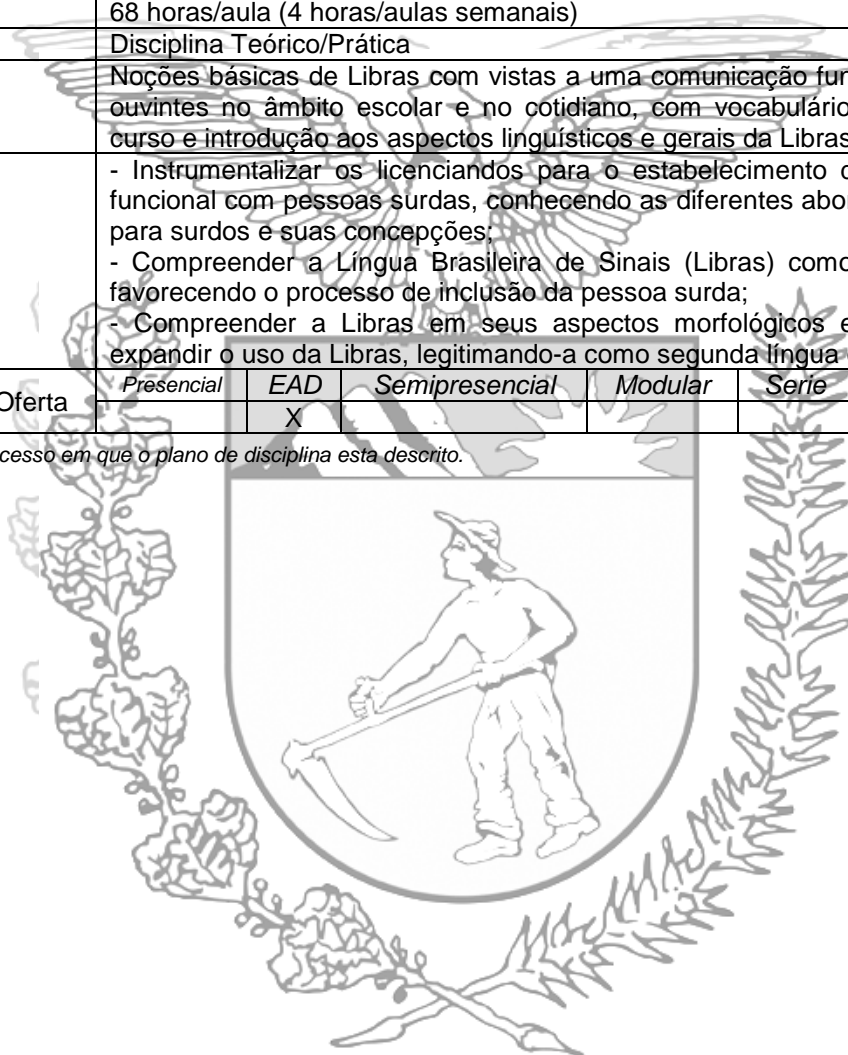 68 horas/aula (4 horas/aulas semanais)
Disciplina Teórico/Prática
Noções básicas de Libras com vistas a uma comunicação fun
ouvintes no âmbito escolar e no cotidiano, com vocabulário
curso e introdução aos aspectos linguísticos e gerais da Libras
- Instrumentalizar os licenciandos para o estabelecimento d
funcional com pessoas surdas, conhecendo as diferentes abor
para surdos e suas concepções;
- Compreender a Língua Brasileira de Sinais (Libras) como
favorecendo o processo de inclusão da pessoa surda;
- Compreender a Libras em seus aspectos morfológicos e
expandir o uso da Libras, legitimando-a como segunda língua
Oferta Presencial EAD Semipresencial Modular Serie
X
cesso em que o plano de disciplina esta descrito.